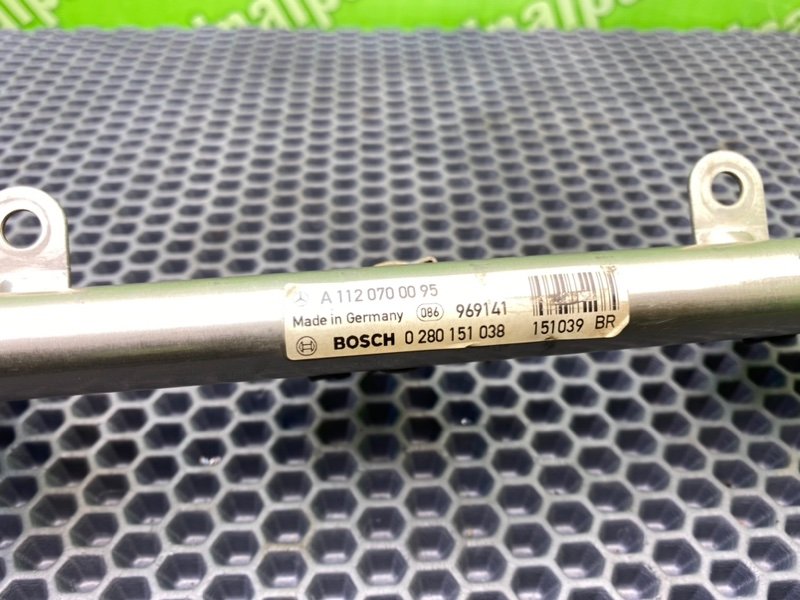 A 112 070 00 95
Made in Germany 086 969141
BOSCH 0 280 151 038 151039 BR